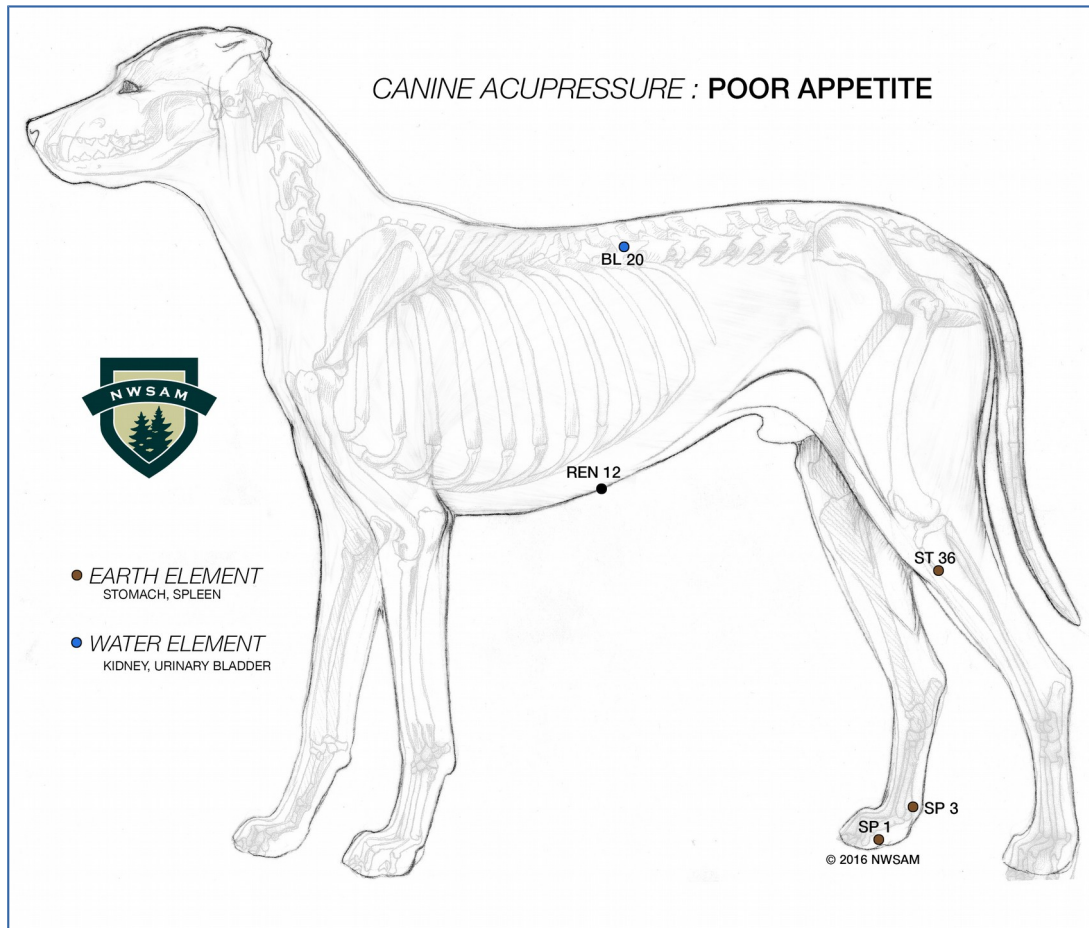 CANINE ACUPRESSURE : POOR APPETITE
BL 20
NWSAM
REN 12
ST 36
EARTH ELEMENT
STOMACH, SPLEEN
WATER ELEMENT
KIDNEY, URINARY BLADDER
SP 3
SP 1
© 2016 NWSAM